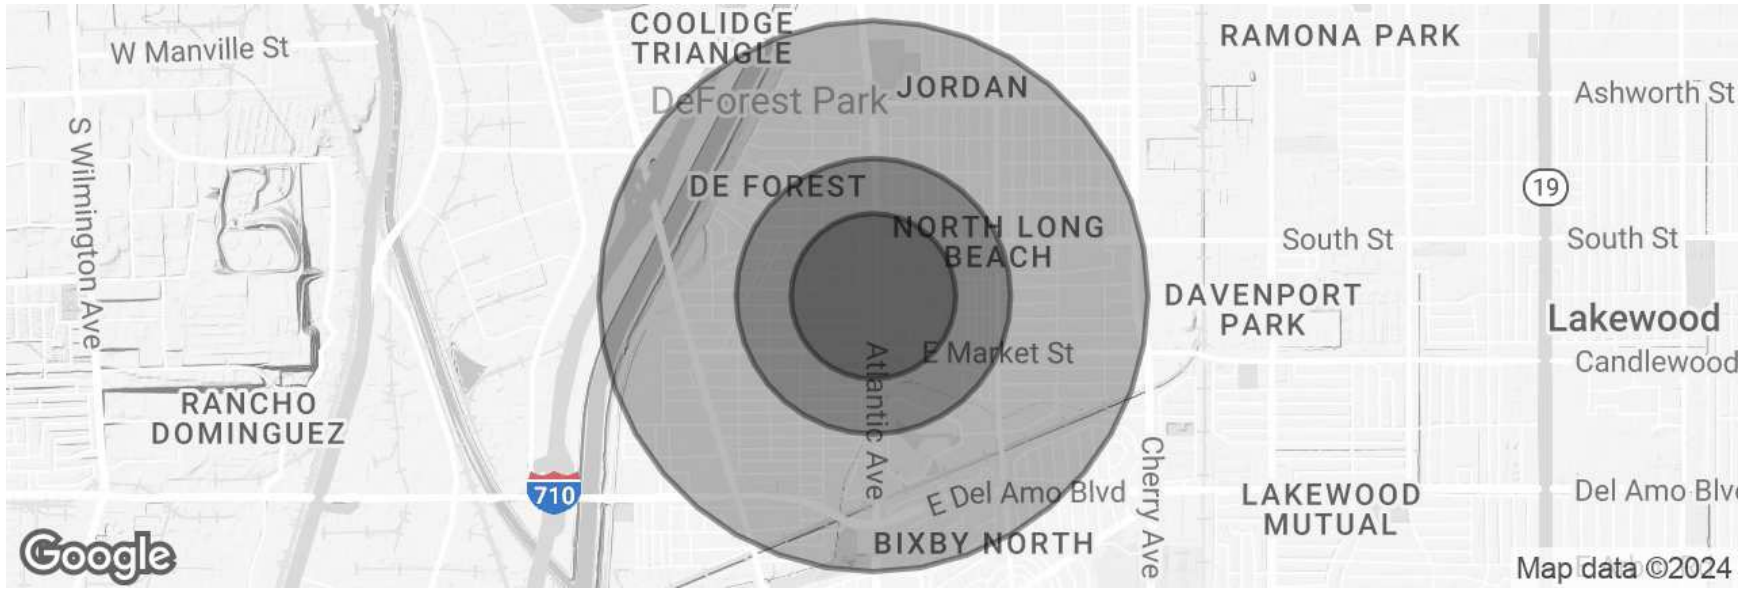 COOLIDGE
TRIANGLE
RAMONA PARK
W Manville St
DeForest Park
JORDAN
Ashworth St
S Wilmington Ave
DE FOREST
19
NORTH LONG
BEACH
South St
South St
DAVENPORT
PARK
Lakewood
E Market St
Candlewood
Atlantic Ave
RANCHO
DOMINGUEZ
Cherry Ave
710
E Del Amo Blvd
LAKEWOOD
MUTUAL
Del Amo Blv
BIXBY NORTH
Google
Map data ©2024